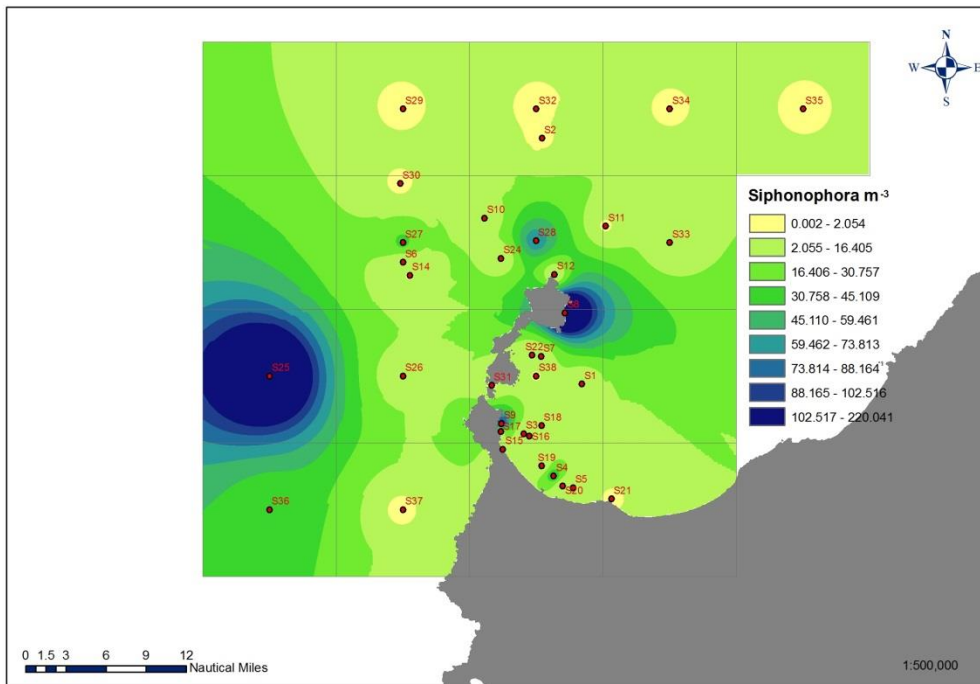 N
W E
S
S29
S32
S34
S35
S2
S30
S10
S11
S27
S28
S33
S6
S24
S14
S12
Siphonophora m-3
0.002 - 2.054
2.055 - 16.405
16.406 - 30.757
30.758 - 45.109
45.110 - 59.461
59.462 - 73.813
73.814 - 88.164
88.165 - 102.516
102.517 - 220.041
S8
S22 S7
S25
S26
S31
S38
S1
S9
S17
S3
S18
S16
S15
S19
S4
S5
S20
S21
S36
S37
0 1.5 3 6 9 12
Nautical Miles
1:500,000